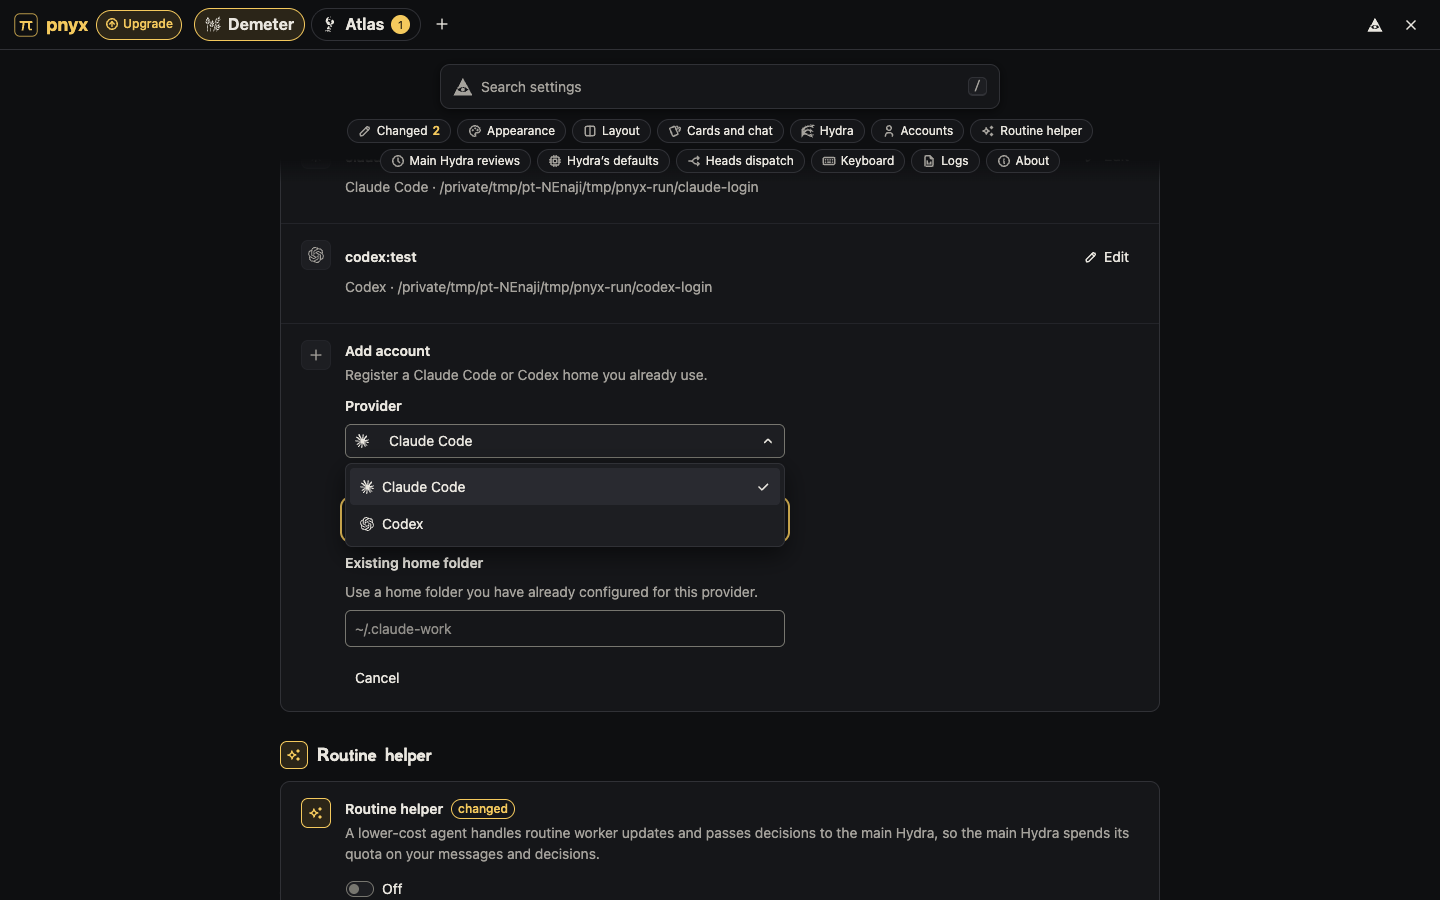 π pnyx Upgrade Demeter Atlas 1 +
Search settings /
Changed 2 Appearance Layout Cards and chat Hydra Accounts Routine helper
Main Hydra reviews Hydra's defaults Heads dispatch Keyboard Logs About
Claude Code · /private/tmp/pt-NEnaji/tmp/pnyx-run/claude-login
codex:test Edit
Codex · /private/tmp/pt-NEnaji/tmp/pnyx-run/codex-login
Add account
Register a Claude Code or Codex home you already use.
Provider
Claude Code
Claude Code
Codex
Existing home folder
Use a home folder you have already configured for this provider.
~/.claude-work
Cancel
Routine helper
Routine helper changed
A lower-cost agent handles routine worker updates and passes decisions to the main Hydra, so the main Hydra spends its
quota on your messages and decisions.
Off